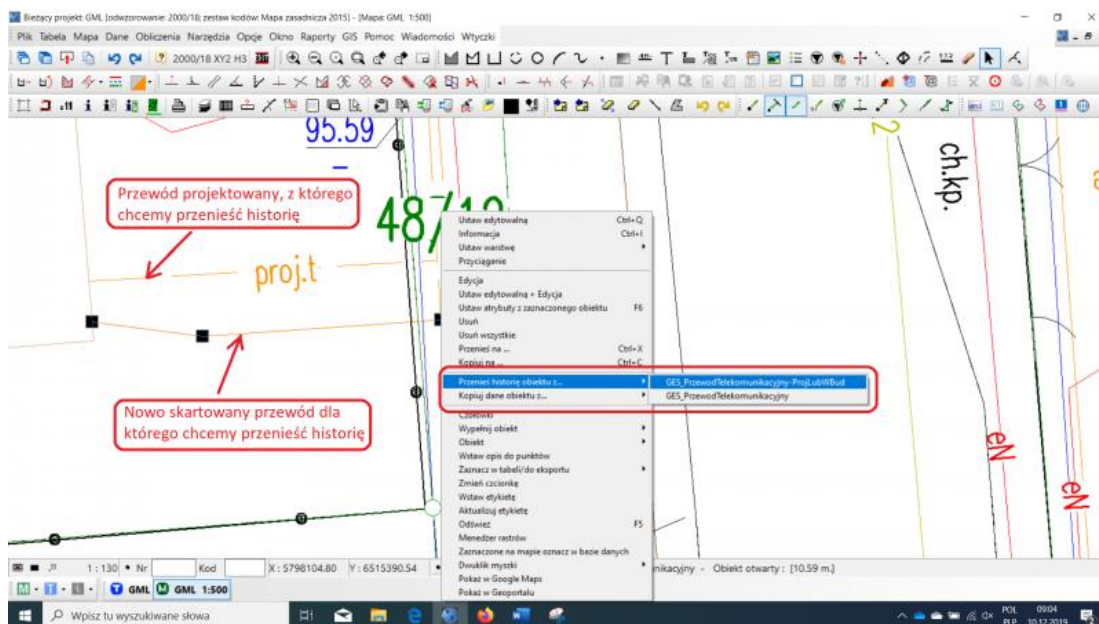 Bieżący projekt: GML [odwzorowanie: 2000/18; zestaw kodów: Mapa zasadnicza 2015] - [Mapa: GML 1:500]
Plik Tabela Mapa Dane Obliczenia Narzędzia Opcje Okno Raporty GIS Pomoc Wiadomości Wtyczki
2000/18 XY2 H3
95.59
Przewód projektowany, z którego
chcemy przenieść historię
proj.t
ch.kp.
2
Nowo skartowany przewód dla
którego chcemy przenieść historię
eN
eN
Ustaw edytowalną Ctrl+Q
Informacja Ctrl+I
Ustaw warstwę
Przyciąganie
Edycja
Ustaw edytowalną + Edycja
Ustaw atrybuty z zaznaczonego obiektu F6
Usuń
Usuń wszystkie
Przenieś na ... Ctrl+X
Kopiuj na ... Ctrl+C
Przenieś historię obiektu z... GES_PrzewodTelekomunikacyjny-ProjLubWBud
Kopiuj dane obiektu z... GES_PrzewodTelekomunikacyjny
Czołówki
Wypełnij obiekt
Obiekt
Wstaw opis do punktów
Zaznacz w tabeli/do eksportu
Zmień czcionkę
Wstaw etykietę
Aktualizuj etykietę
Odśwież F5
Menedżer rastrów
Zaznaczone na mapie oznacz w bazie danych
Dwuklik myszki
Pokaż w Google Maps
Pokaż w Geoportalu
1:130 Nr Kod X: 5798104.80 Y: 6515390.54 nikacyjny - Obiekt otwarty: [10.59 m.]
GML GML 1:500
Wpisz tu wyszukiwane słowa
POL 09:04
PLP 10.12.2019